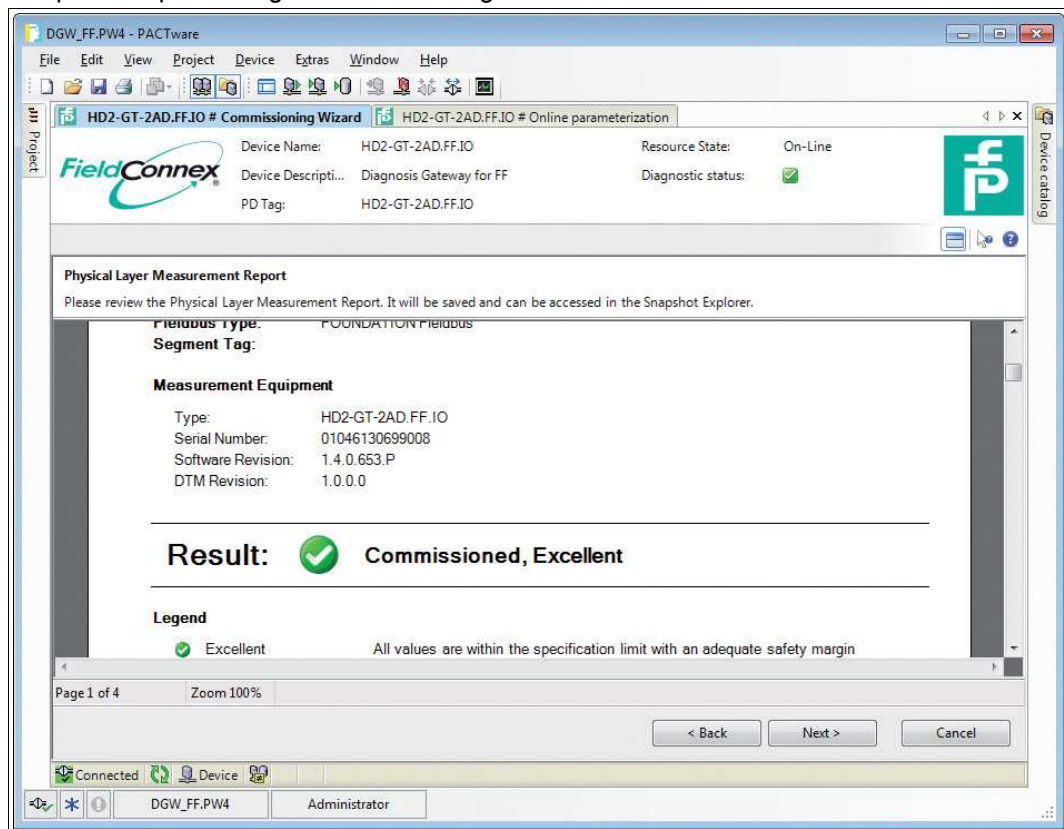 DGW_FF.PW4 - PACTware
File Edit View Project Device Extras Window Help
HD2-GT-2AD.FF.IO # Commissioning Wizard HD2-GT-2AD.FF.IO # Online parameterization
Project
Device catalog
FieldConnex
Device Name: HD2-GT-2AD.FF.IO Resource State: On-Line
Device Descripti... Diagnosis Gateway for FF Diagnostic status:
PD Tag: HD2-GT-2AD.FF.IO
Physical Layer Measurement Report
Please review the Physical Layer Measurement Report. It will be saved and can be accessed in the Snapshot Explorer.
Fieldbus Type: FOUNDATION Fieldbus
Segment Tag:
Measurement Equipment
Type: HD2-GT-2AD.FF.IO
Serial Number: 01046130699008
Software Revision: 1.4.0.653.P
DTM Revision: 1.0.0.0
Result: Commissioned, Excellent
Legend
Excellent All values are within the specification limit with an adequate safety margin
Page 1 of 4 Zoom 100%
< Back Next > Cancel
Connected Device
DGW_FF.PW4 Administrator